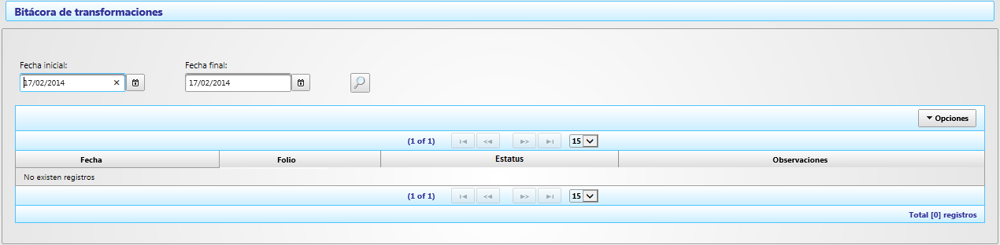 Bitácora de transformaciones
Fecha inicial: Fecha final:
17/02/2014 17/02/2014
Opciones
(1 of 1) 15
Fecha Folio Estatus Observaciones
No existen registros
(1 of 1) 15
Total [0] registros